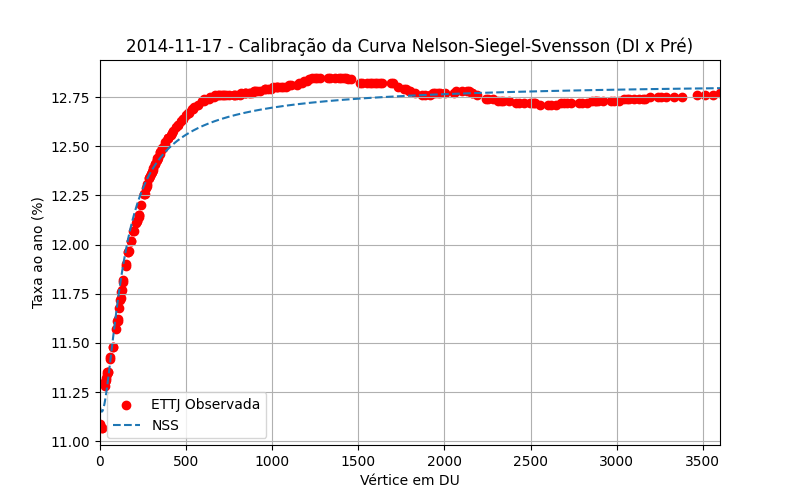 2014-11-17 - Calibração da Curva Nelson-Siegel-Svensson (DI x Pré)
Taxa ao ano (%)
12.75
12.50
12.25
12.00
11.75
11.50
11.25
11.00
ETTJ Observada
NSS
0 500 1000 1500 2000 2500 3000 3500
Vértice em DU